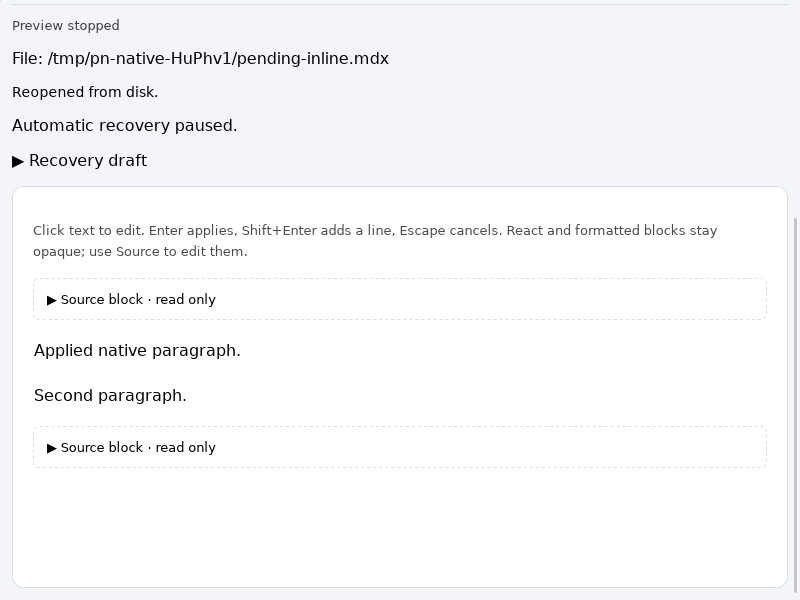 Preview stopped
File: /tmp/pn-native-HuPhv1/pending-inline.mdx
Reopened from disk.
Automatic recovery paused.
▶ Recovery draft
Click text to edit. Enter applies, Shift+Enter adds a line, Escape cancels. React and formatted blocks stay
opaque; use Source to edit them.
▶ Source block · read only
Applied native paragraph.
Second paragraph.
▶ Source block · read only